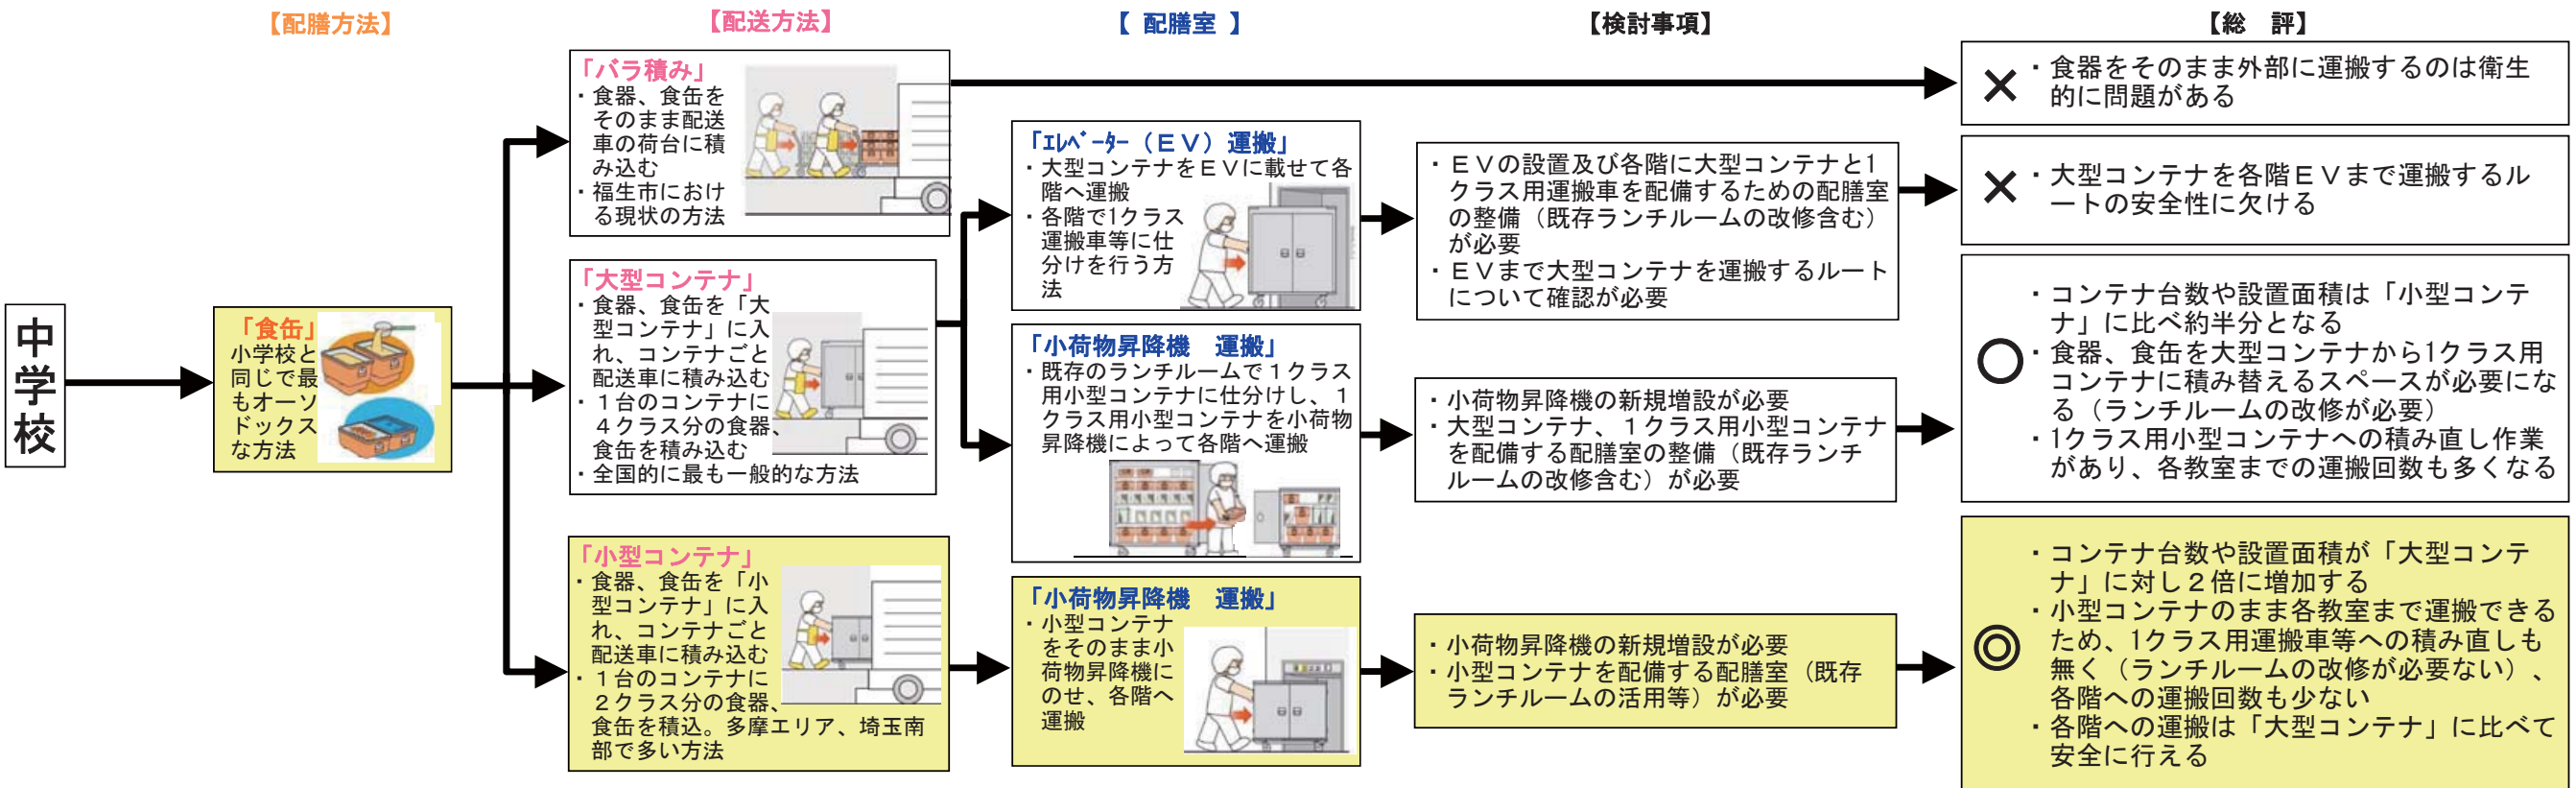 【配膳方法】
【配送方法】
【 配膳室 】
【検討事項】
【総　評】
中学校
「食缶」
小学校と
同じで最
もオーソ
ドックス
な方法
「バラ積み」
・食器、食缶を
そのまま配送
車の荷台に積
み込む
・福生市におけ
る現状の方法
×
・食器をそのまま外部に運搬するのは衛生
的に問題がある
「大型コンテナ」
・食器、食缶を「大
型コンテナ」に入
れ、コンテナごと
配送車に積み込む
・１台のコンテナに
４クラス分の食器、
食缶を積み込む
・全国的に最も一般的な方法
「ｴﾚﾍﾞｰﾀｰ（ＥＶ）運搬」
・大型コンテナをＥＶに載せて各
階へ運搬
・各階で1クラス
運搬車等に仕
分けを行う方
法
・ＥＶの設置及び各階に大型コンテナと1
クラス用運搬車を配備するための配膳室
の整備（既存ランチルームの改修含む）
が必要
・ＥＶまで大型コンテナを運搬するルート
について確認が必要
×
・大型コンテナを各階ＥＶまで運搬するル
ートの安全性に欠ける
「小荷物昇降機　運搬」
・既存のランチルームで１クラス
用小型コンテナに仕分けし、１
クラス用小型コンテナを小荷物
昇降機によって各階へ運搬
・小荷物昇降機の新規増設が必要
・大型コンテナ、１クラス用小型コンテナ
を配備する配膳室の整備（既存ランチ
ルームの改修含む）が必要
○
・コンテナ台数や設置面積は「小型コンテ
ナ」に比べ約半分となる
・食器、食缶を大型コンテナから1クラス用
コンテナに積み替えるスペースが必要にな
る（ランチルームの改修が必要）
・1クラス用小型コンテナへの積み直し作業
があり、各教室までの運搬回数も多くなる
「小型コンテナ」
・食器、食缶を「小
型コンテナ」に入
れ、コンテナごと
配送車に積み込む
・１台のコンテナに
２クラス分の食器、
食缶を積込。多摩エリア、埼玉南
部で多い方法
「小荷物昇降機　運搬」
・小型コンテナ
をそのまま小
荷物昇降機に
のせ、各階へ
運搬
・小荷物昇降機の新規増設が必要
・小型コンテナを配備する配膳室（既存
ランチルームの活用等）が必要
◎
・コンテナ台数や設置面積が「大型コンテ
ナ」に対し２倍に増加する
・小型コンテナのまま各教室まで運搬できる
ため、1クラス用運搬車等への積み直しも
無く（ランチルームの改修が必要ない）、
各階への運搬回数も少ない
・各階への運搬は「大型コンテナ」に比べて
安全に行える